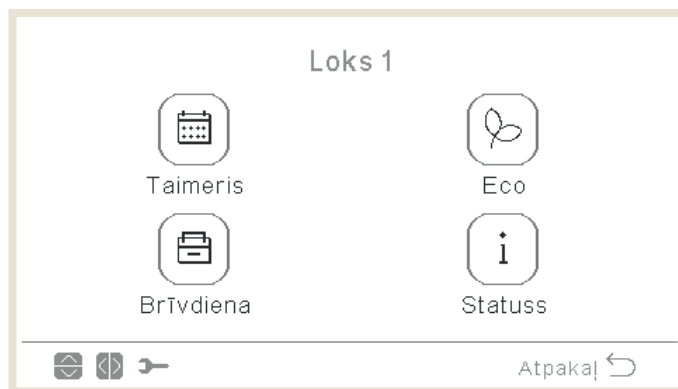 Loks 1
Taimeris
Eco
Brīvdiena
Statuss
Atpakaļ